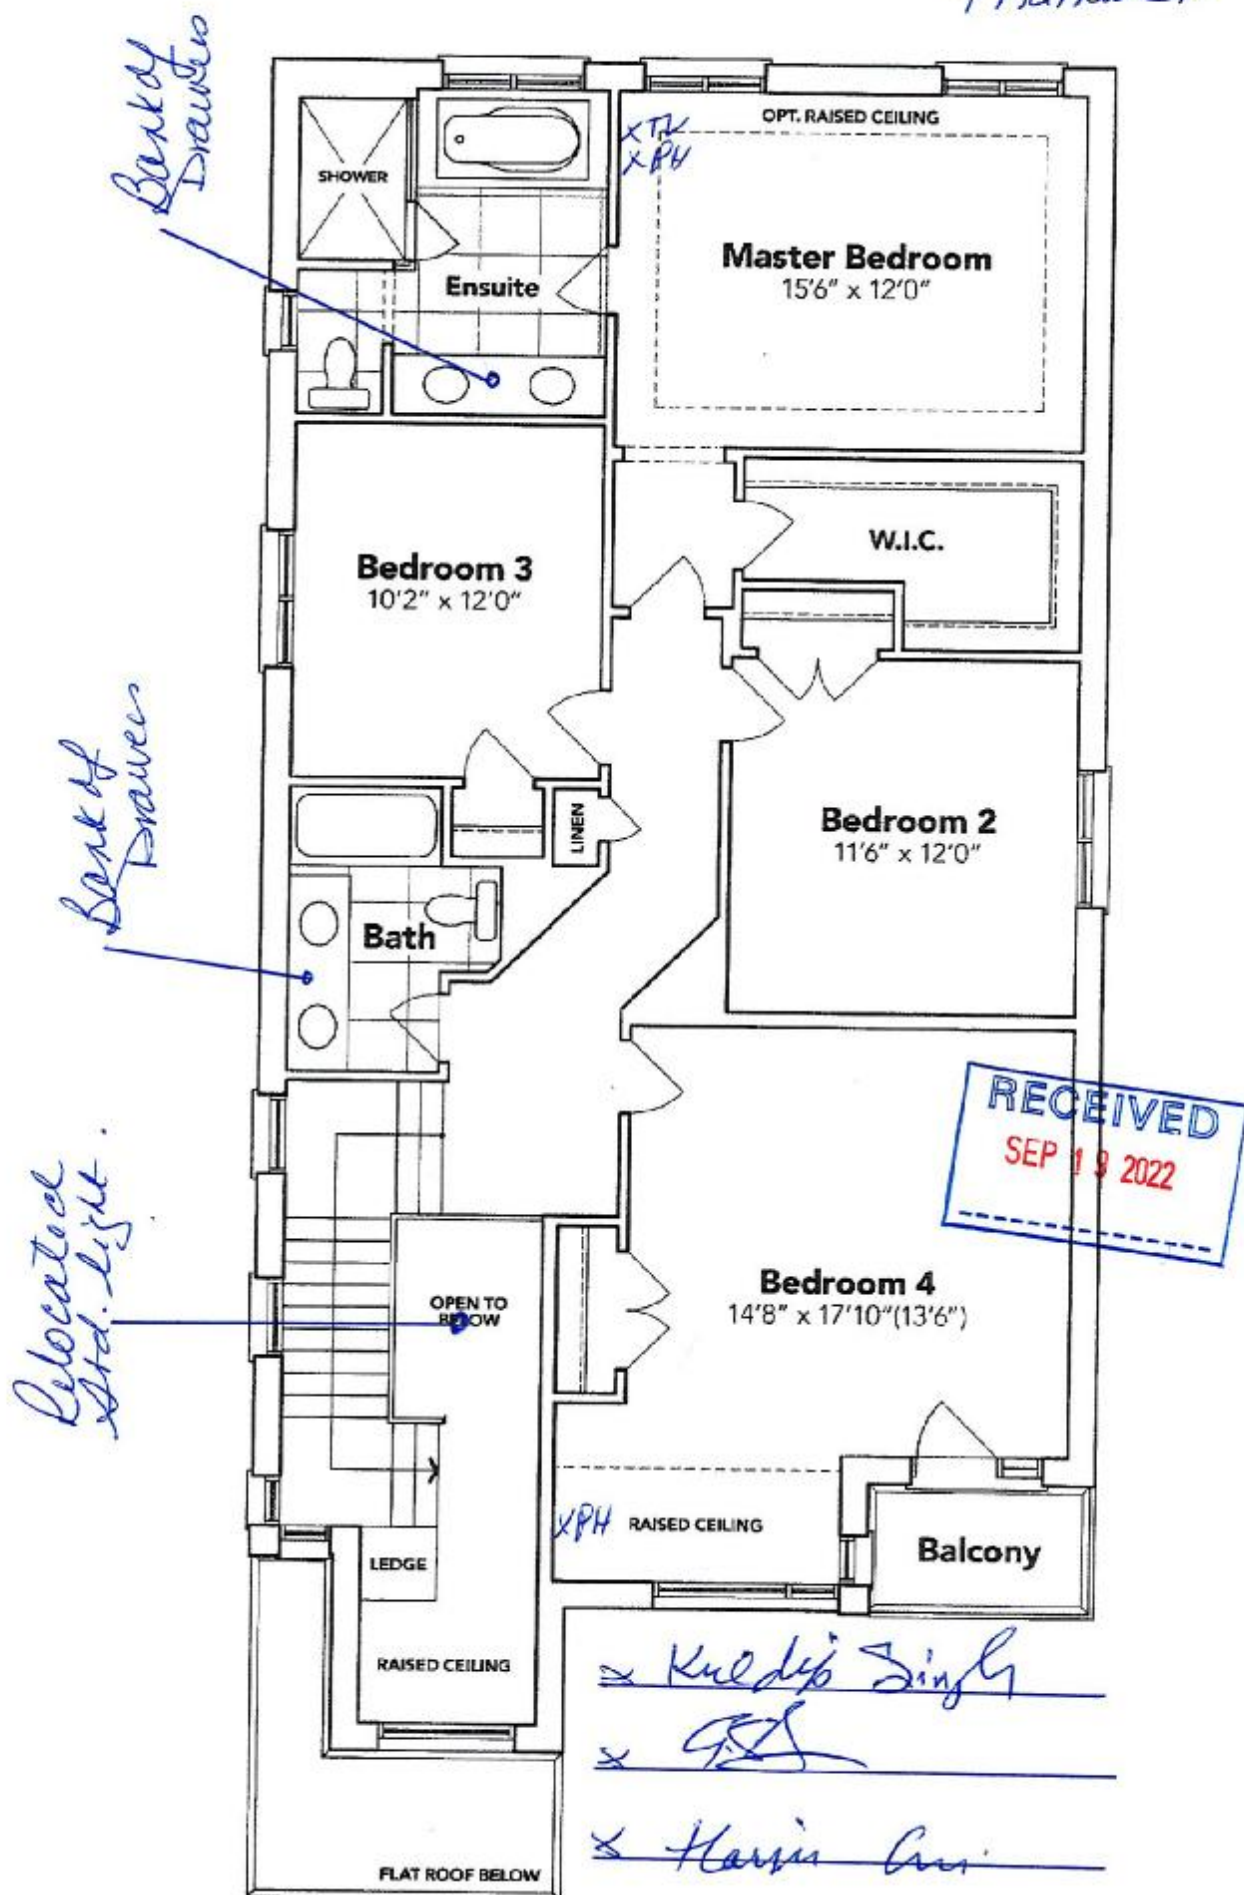 Bank of
Drawers
OPT. RAISED CEILING
XTV
XPH
SHOWER
Master Bedroom
15'6" x 12'0"
Ensuite
W.I.C.
Bedroom 3
10'2" x 12'0"
Bank of
Drawers
LINEN
Bedroom 2
11'6" x 12'0"
Bath
RECEIVED
SEP 19 2022
Relocated
std. light.
OPEN TO
BELOW
Bedroom 4
14'8" x 17'10"(13'6")
XPH
RAISED CEILING
Balcony
LEDGE
RAISED CEILING
x Kuldip Singh
x
x
FLAT ROOF BELOW